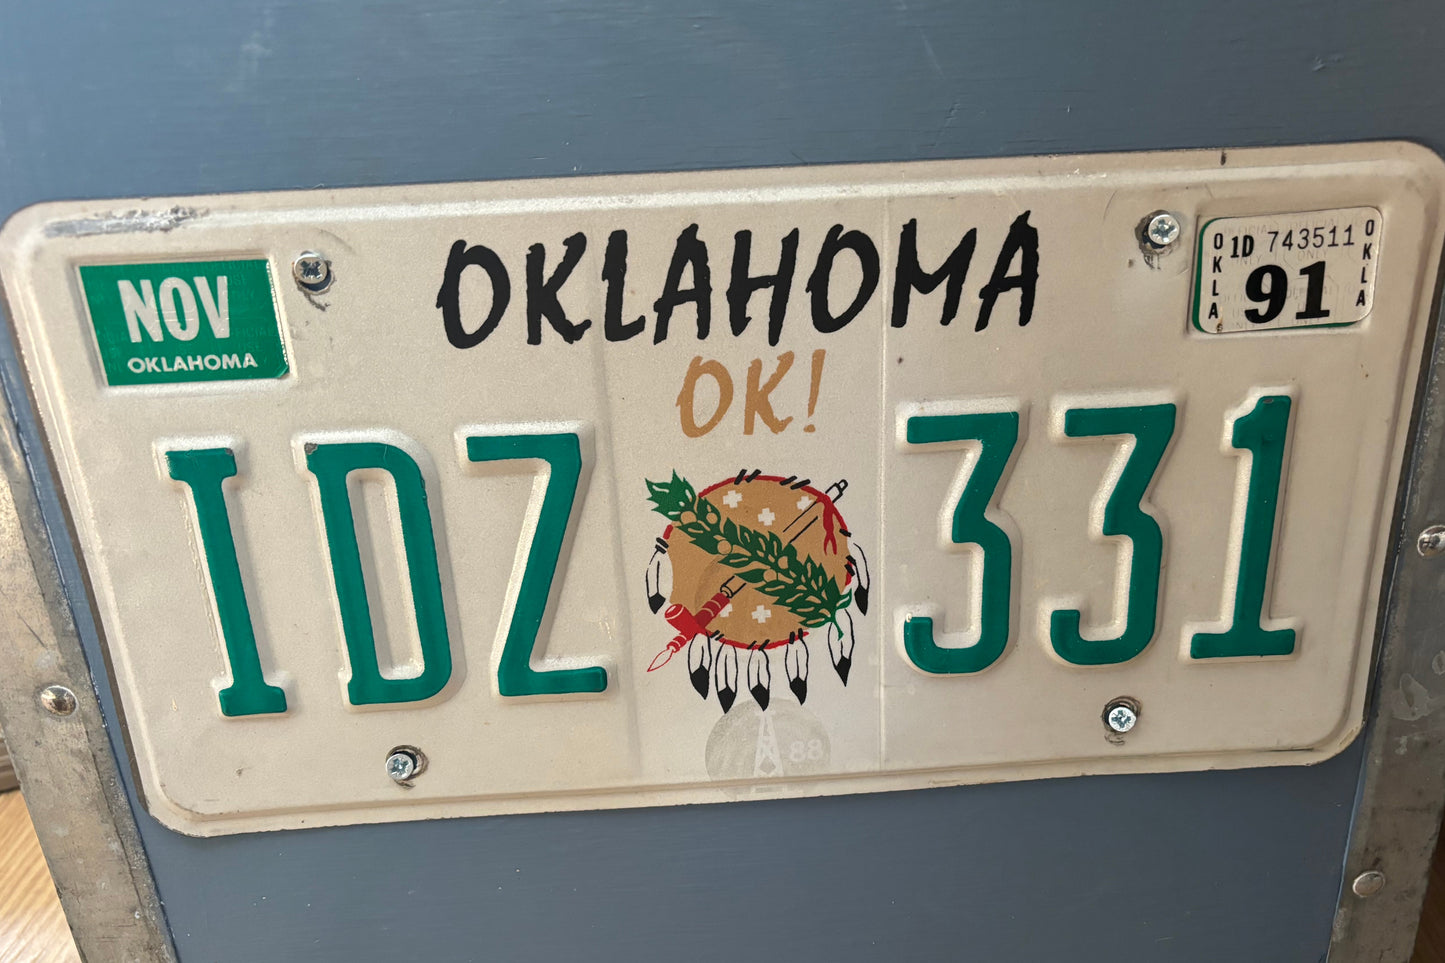 OKLAHOMA
OK!
NOV
OKLAHOMA
OKLA
1D 743511
91
OKLA
IDZ 331
88